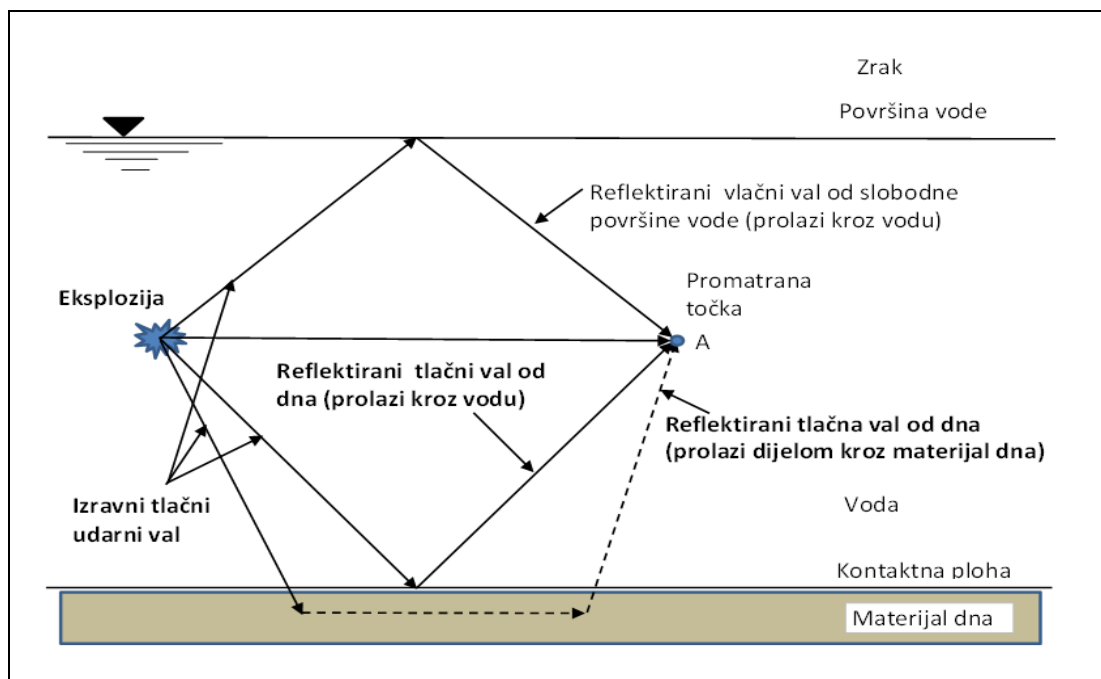 Zrak
Površina vode
Reflektirani vlačni val od slobodne
površine vode (prolazi kroz vodu)
Eksplozija
Promatrana
točka
A
Reflektirani tlačni val od
dna (prolazi kroz vodu)
Reflektirani tlačna val od dna
(prolazi dijelom kroz materijal dna)
Izravni tlačni
udarni val
Voda
Kontaktna ploha
Materijal dna